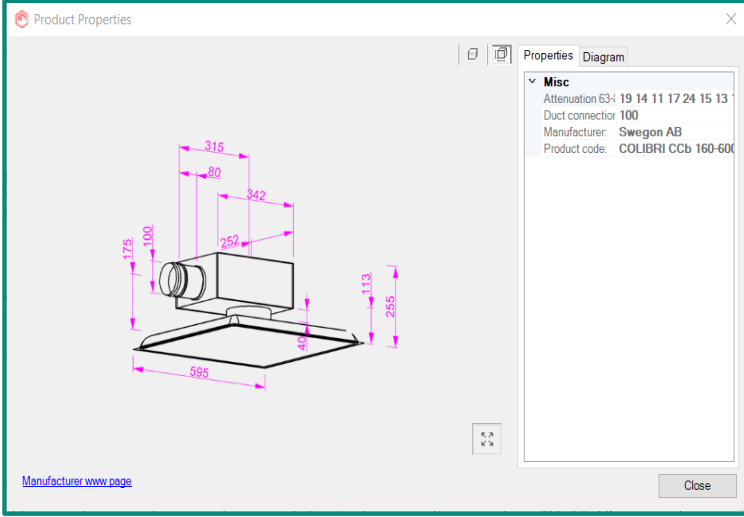 Product Properties
Properties Diagram
Misc
Attenuation 63-8 19 14 11 17 24 15 13
Duct connection 100
Manufacturer: Swegon AB
Product code: COLIBRI CCb 160-600
315
80
342
252
175
100
113
255
40
595
Manufacturer www page
Close